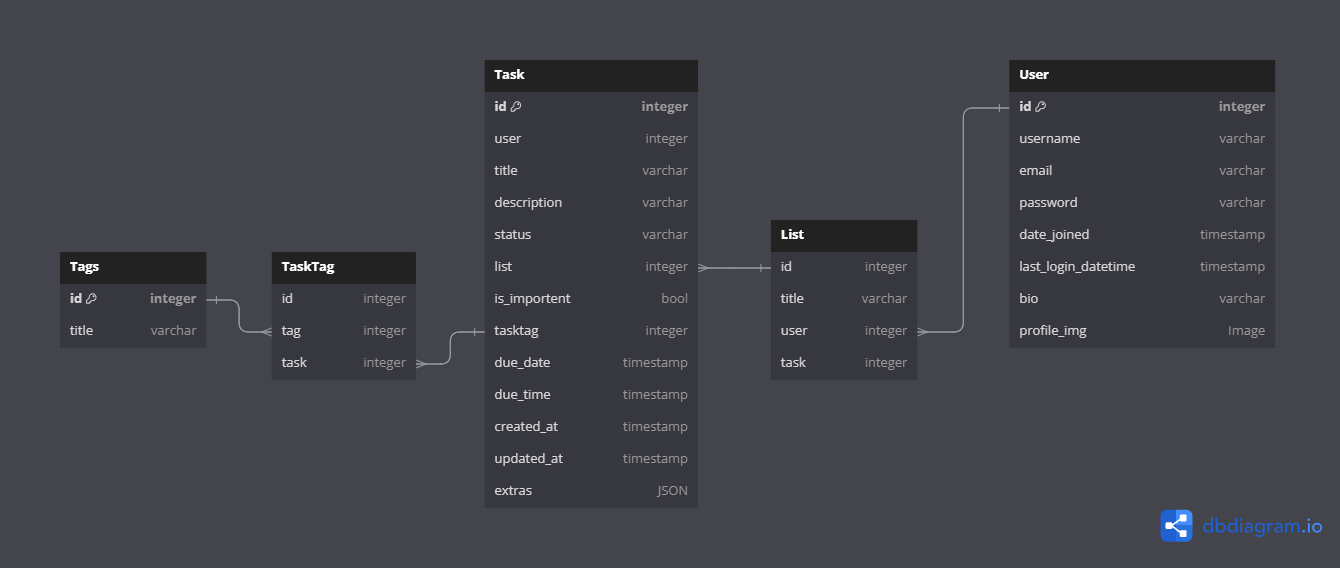 Tags
id integer
title varchar
TaskTag
id integer
tag integer
task integer
Task
id integer
user integer
title varchar
description varchar
status varchar
list integer
is_importent bool
tasktag integer
due_date timestamp
due_time timestamp
created_at timestamp
updated_at timestamp
extras JSON
List
id integer
title varchar
user integer
task integer
User
id integer
username varchar
email varchar
password varchar
date_joined timestamp
last_login_datetime timestamp
bio varchar
profile_img Image
dbdiagram.io